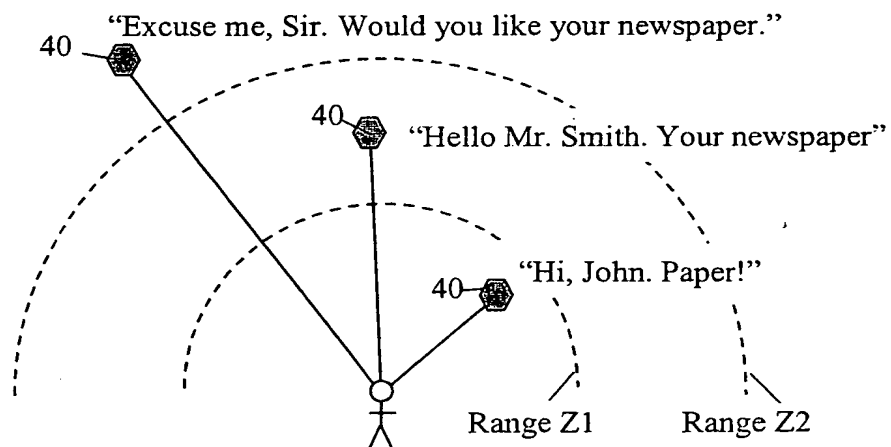 “Excuse me, Sir. Would you like your newspaper.”
40
40
“Hello Mr. Smith. Your newspaper”
“Hi, John. Paper!”
40
Range Z1
Range Z2